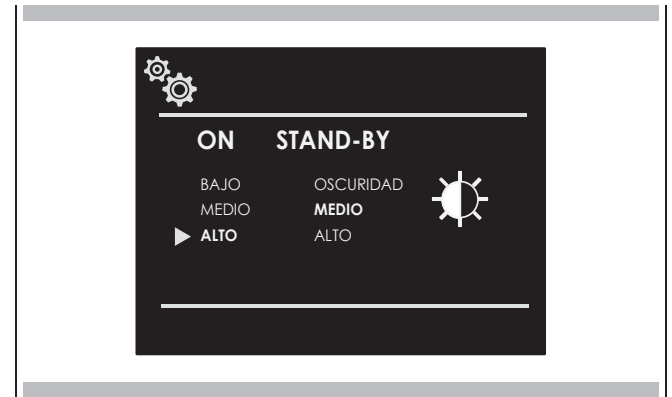 ON STAND-BY
BAJO OSCURIDAD
MEDIO MEDIO
ALTO ALTO